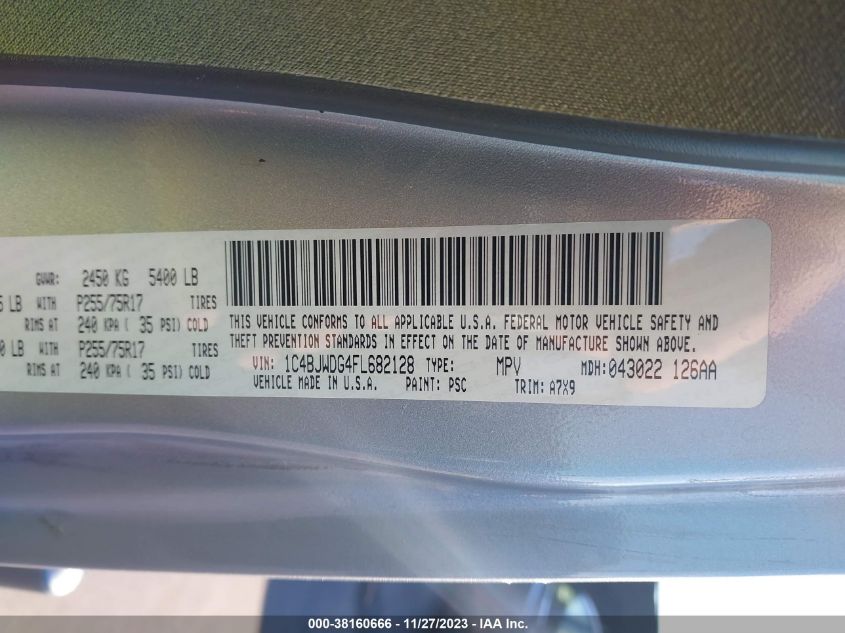 GVWR: 2450 KG 5400 LB
LB WITH P255/75R17 TIRES
RIMS AT 240 KPA ( 35 PSI) COLD
LB WITH P255/75R17 TIRES
RIMS AT 240 KPA ( 35 PSI) COLD
THIS VEHICLE CONFORMS TO ALL APPLICABLE U.S.A. FEDERAL MOTOR VEHICLE SAFETY AND
THEFT PREVENTION STANDARDS IN EFFECT ON THE DATE OF MANUFACTURE SHOWN ABOVE.
VIN: 1C4BJWDG4FL682128 TYPE: MPV MDH:043022 126AA
VEHICLE MADE IN U.S.A. PAINT: PSC TRIM: A7X9
000-38160666 - 11/27/2023 - IAA Inc.